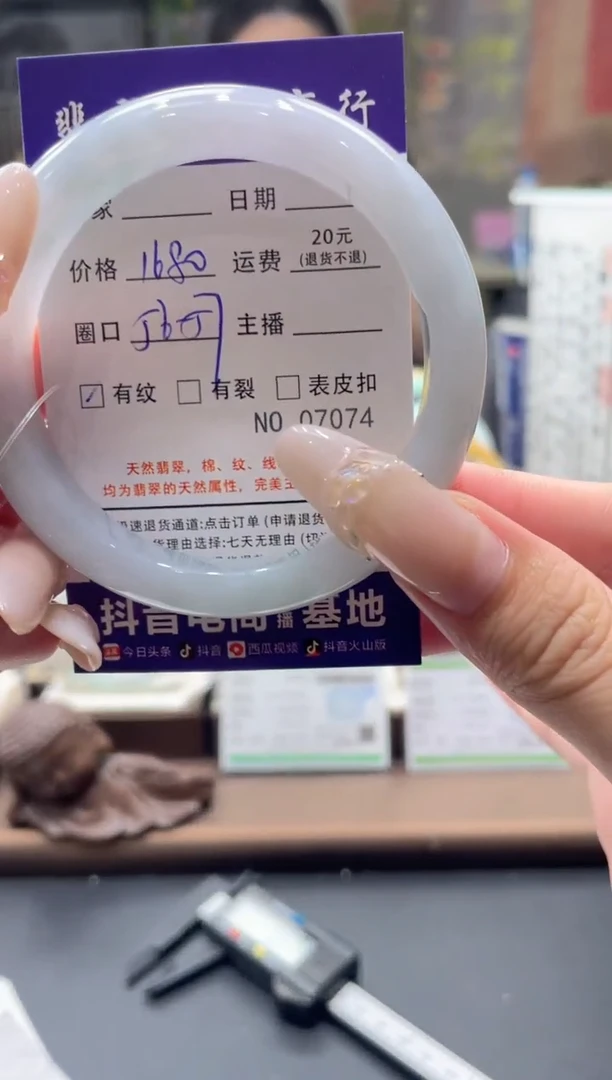 翡 行
家 日期
价格 1680 运费 20元 (退货不退)
圈口 主播
☑ 有纹 □ 有裂 □ 表皮扣
NO 07074
天然翡翠，棉、纹、线
均为翡翠的天然属性，完美
速退货通道:点击订单 (申请退货
货理由选择:七天无理由
抖音电商 播 基地
今日头条 抖音 西瓜视频 抖音火山版